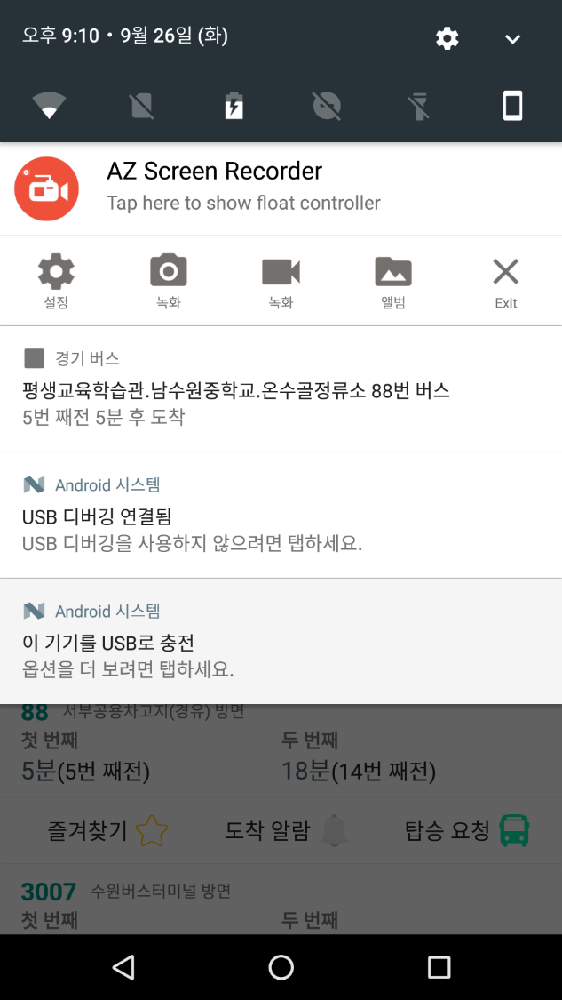 오후 9:10 • 9월 26일 (화)
AZ Screen Recorder
Tap here to show float controller
설정 녹화 녹화 앨범 Exit
경기 버스
평생교육학습관.남수원중학교.온수골정류소 88번 버스
5번 째전 5분 후 도착
Android 시스템
USB 디버깅 연결됨
USB 디버깅을 사용하지 않으려면 탭하세요.
Android 시스템
이 기기를 USB로 충전
옵션을 더 보려면 탭하세요.
88 서부공용차고지(경유) 방면
첫 번째 두 번째
5분(5번 째전) 18분(14번 째전)
즐겨찾기 도착 알람 탑승 요청
3007 수원버스터미널 방면
첫 번째 두 번째